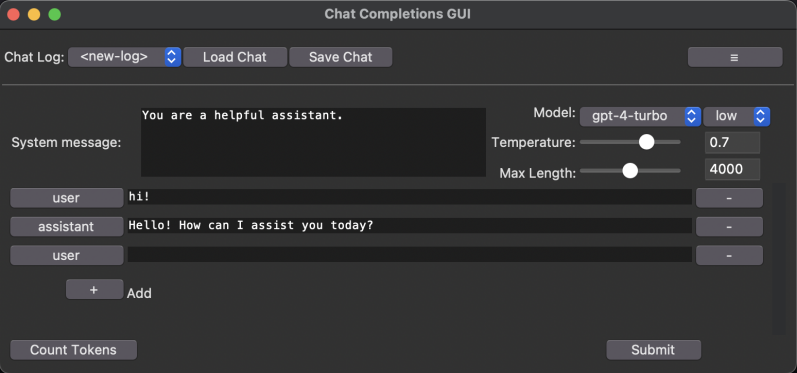 Chat Completions GUI
Chat Log: <new-log> Load Chat Save Chat ≡
System message: You are a helpful assistant.
Model: gpt-4-turbo low
Temperature: 0.7
Max Length: 4000
user hi! -
assistant Hello! How can I assist you today? -
user -
+ Add
Count Tokens Submit